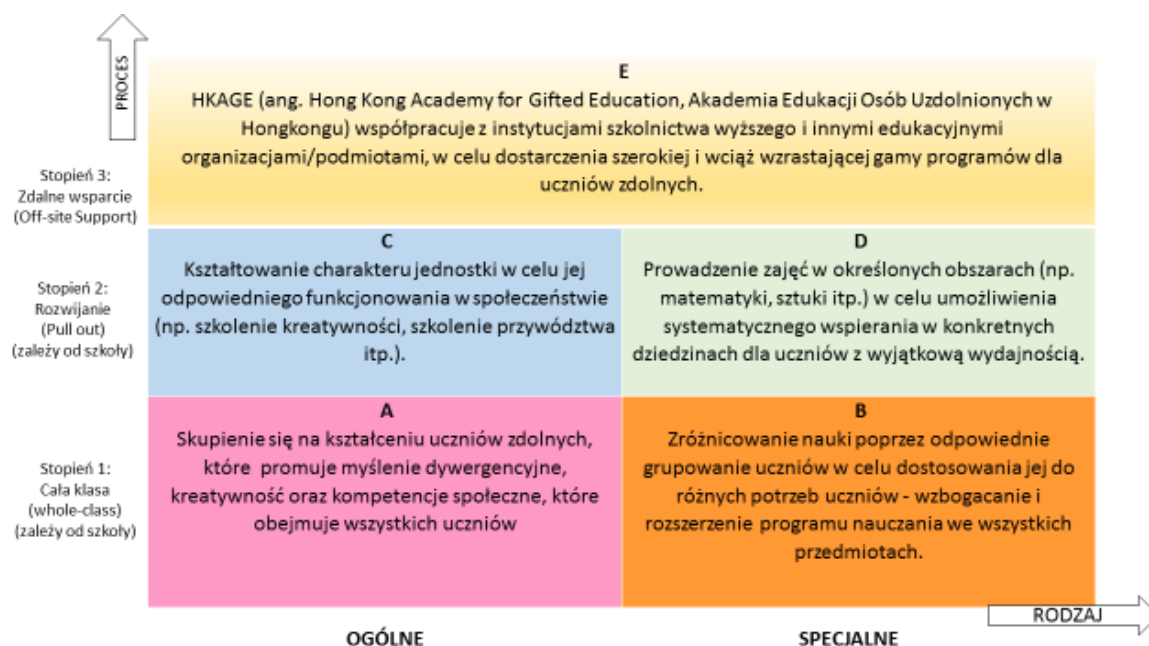 PROCES
E
HKAGE (ang. Hong Kong Academy for Gifted Education, Akademia Edukacji Osób Uzdolnionych w
Hongkongu) współpracuje z instytucjami szkolnictwa wyższego i innymi edukacyjnymi
organizacjami/podmiotami, w celu dostarczenia szerokiej i wciąż wzrastającej gamy programów dla
uczniów zdolnych.
Stopień 3:
Zdalne wsparcie
(Off-site Support)
C
Kształtowanie charakteru jednostki w celu jej
odpowiedniego funkcjonowania w społeczeństwie
(np. szkolenie kreatywności, szkolenie przywództwa
itp.).
D
Prowadzenie zajęć w określonych obszarach (np.
matematyki, sztuki itp.) w celu umożliwienia
systematycznego wspierania w konkretnych
dziedzinach dla uczniów z wyjątkową wydajnością.
Stopień 2:
Rozwijanie
(Pull out)
(zależy od szkoły)
A
Skupienie się na kształceniu uczniów zdolnych,
które promuje myślenie dywergencyjne,
kreatywność oraz kompetencje społeczne, które
obejmuje wszystkich uczniów
B
Zróżnicowanie nauki poprzez odpowiednie
grupowanie uczniów w celu dostosowania jej do
różnych potrzeb uczniów - wzbogacanie i
rozszerzenie programu nauczania we wszystkich
przedmiotach.
Stopień 1:
Cała klasa
(whole-class)
(zależy od szkoły)
RODZAJ
OGÓLNE
SPECJALNE